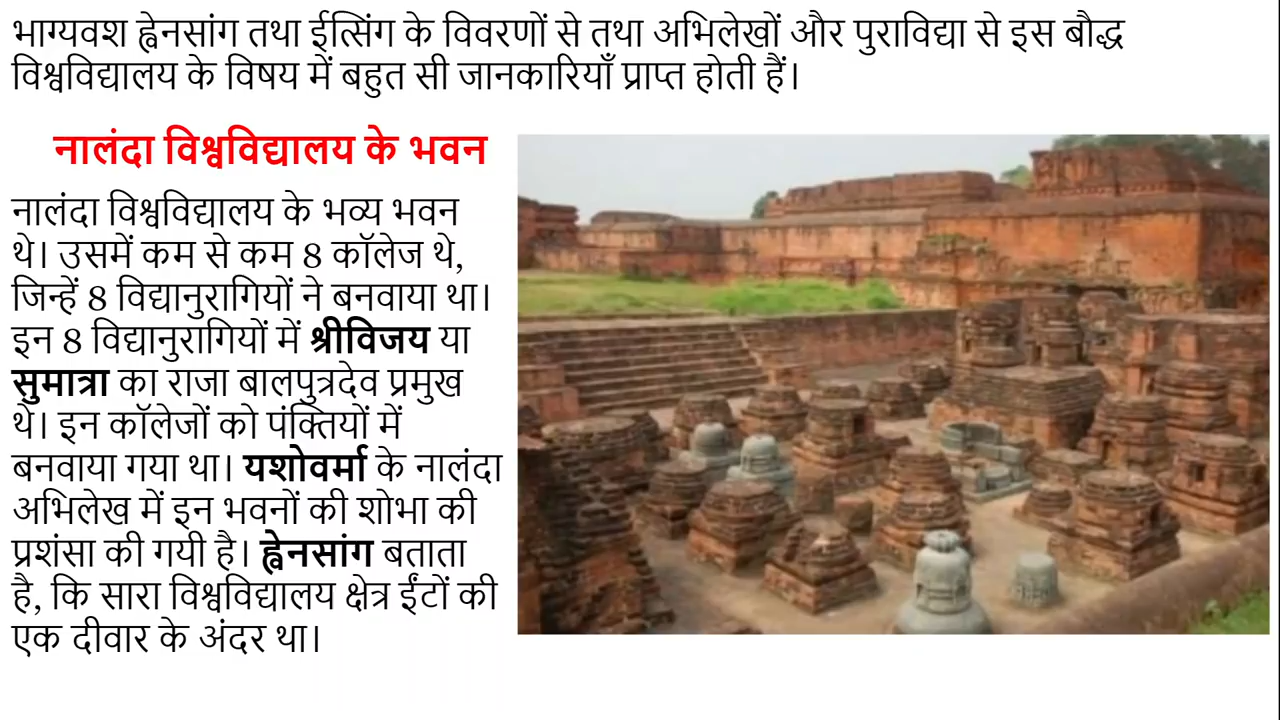 भाग्यवश ह्वेनसांग तथा ईत्सिंग के विवरणों से तथा अभिलेखों और पुराविद्या से इस बौद्ध
विश्वविद्यालय के विषय में बहुत सी जानकारियाँ प्राप्त होती हैं।
नालंदा विश्वविद्यालय के भवन
नालंदा विश्वविद्यालय के भव्य भवन
थे। उसमें कम से कम 8 कॉलेज थे,
जिन्हें 8 विद्यानुरागियों ने बनवाया था।
इन 8 विद्यानुरागियों में श्रीविजय या
सुमात्रा का राजा बालपुत्रदेव प्रमुख
थे। इन कॉलेजों को पंक्तियों में
बनवाया गया था। यशोवर्मा के नालंदा
अभिलेख में इन भवनों की शोभा की
प्रशंसा की गयी है। ह्वेनसांग बताता
है, कि सारा विश्वविद्यालय क्षेत्र ईंटों की
एक दीवार के अंदर था।